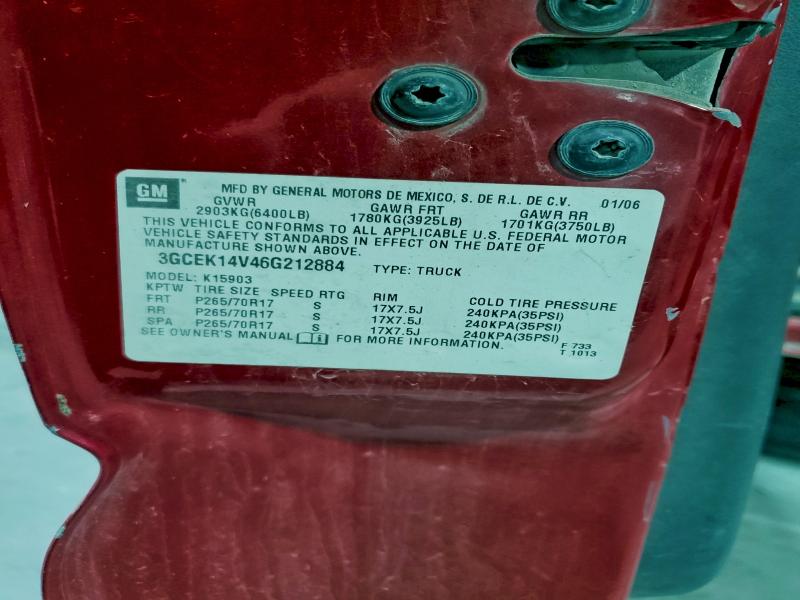 GM MFD BY GENERAL MOTORS DE MEXICO, S. DE R.L. DE C.V. 01/06
GVWR GAWR FRT GAWR RR
2903KG(6400LB) 1780KG(3925LB) 1701KG(3750LB)
THIS VEHICLE CONFORMS TO ALL APPLICABLE U.S. FEDERAL MOTOR
VEHICLE SAFETY STANDARDS IN EFFECT ON THE DATE OF
MANUFACTURE SHOWN ABOVE.
3GCEK14V46G212884 TYPE: TRUCK
MODEL: K15903
KPTW TIRE SIZE SPEED RTG RIM COLD TIRE PRESSURE
FRT P265/70R17 S 17X7.5J 240KPA(35PSI)
RR P265/70R17 S 17X7.5J 240KPA(35PSI)
SPA P265/70R17 S 17X7.5J 240KPA(35PSI)
SEE OWNER'S MANUAL FOR MORE INFORMATION. F 733
T 1013